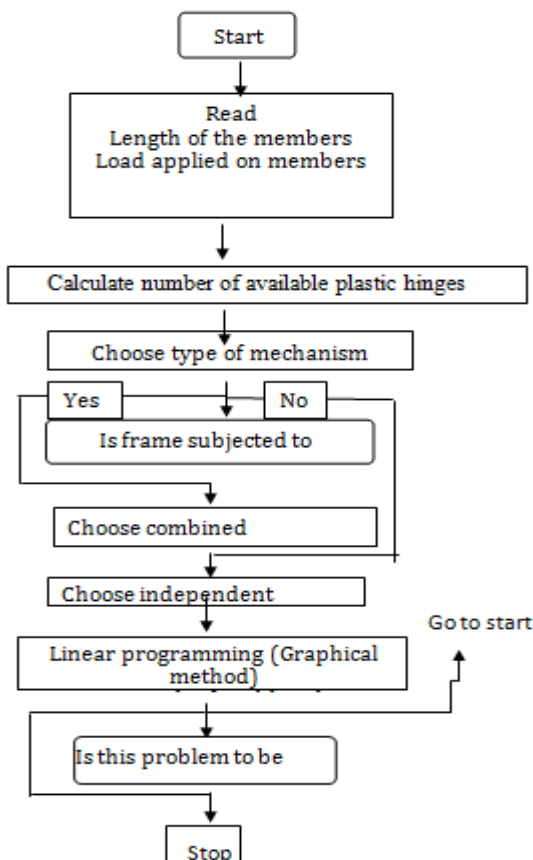 Start
Read
Length of the members
Load applied on members
Calculate number of available plastic hinges
Choose type of mechanism
Yes
No
Is frame subjected to
Choose combined
Choose independent
Go to start
Linear programming (Graphical
method)
Is this problem to be
Stop